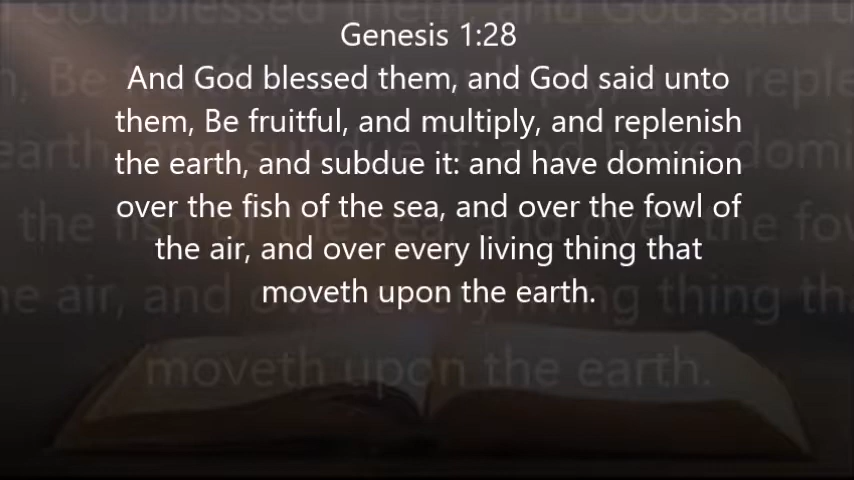 Genesis 1:28
And God blessed them, and God said unto
them, Be fruitful, and multiply, and replenish
the earth, and subdue it: and have dominion
over the fish of the sea, and over the fowl of
the air, and over every living thing that
moveth upon the earth.